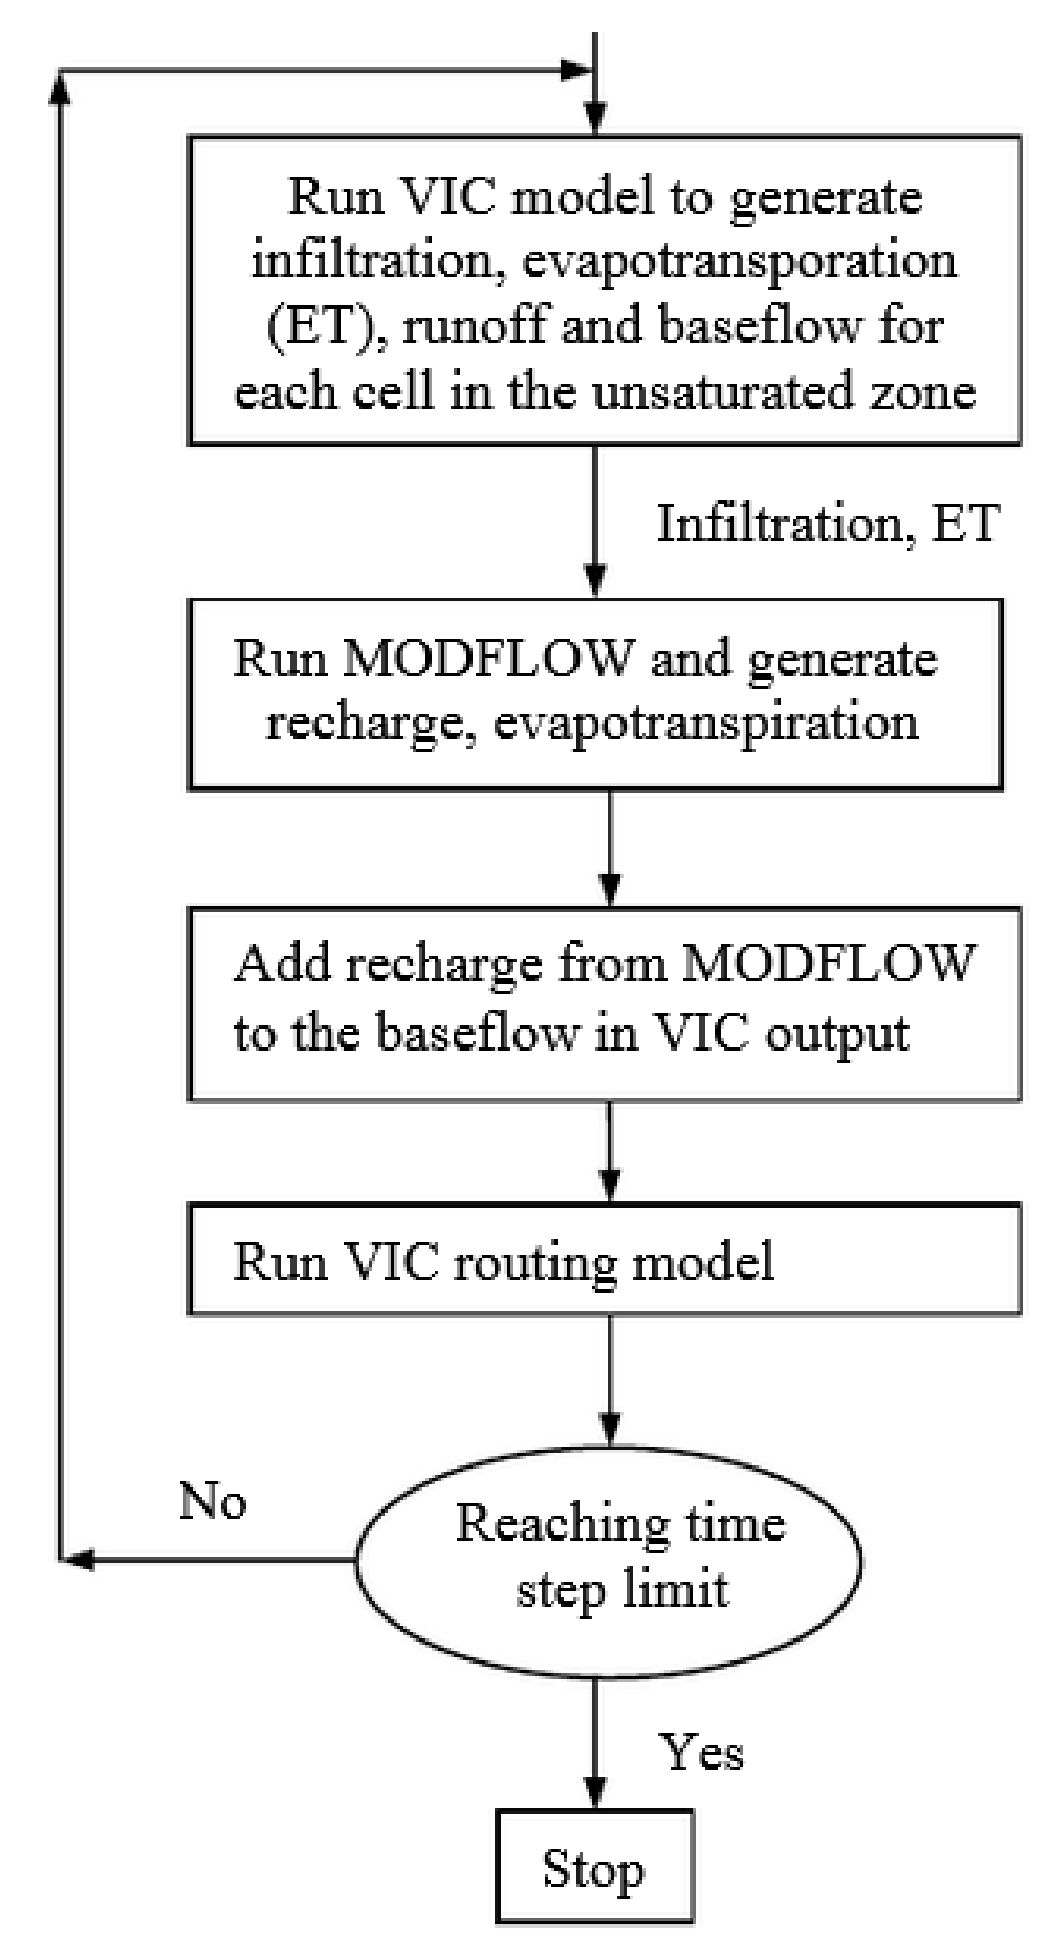 Run VIC model to generate
infiltration, evapotransporation
(ET), runoff and baseflow for
each cell in the unsaturated zone
Infiltration, ET
Run MODFLOW and generate
recharge, evapotranspiration
Add recharge from MODFLOW
to the baseflow in VIC output
Run VIC routing model
No
Reaching time
step limit
Yes
Stop